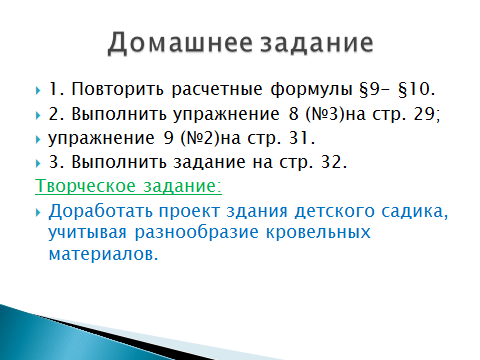 Домашнее задание
1. Повторить расчетные формулы §9- §10.
2. Выполнить упражнение 8 (№3)на стр. 29;
упражнение 9 (№2)на стр. 31.
3. Выполнить задание на стр. 32.
Творческое задание:
Доработать проект здания детского садика,
учитывая разнообразие кровельных
материалов.